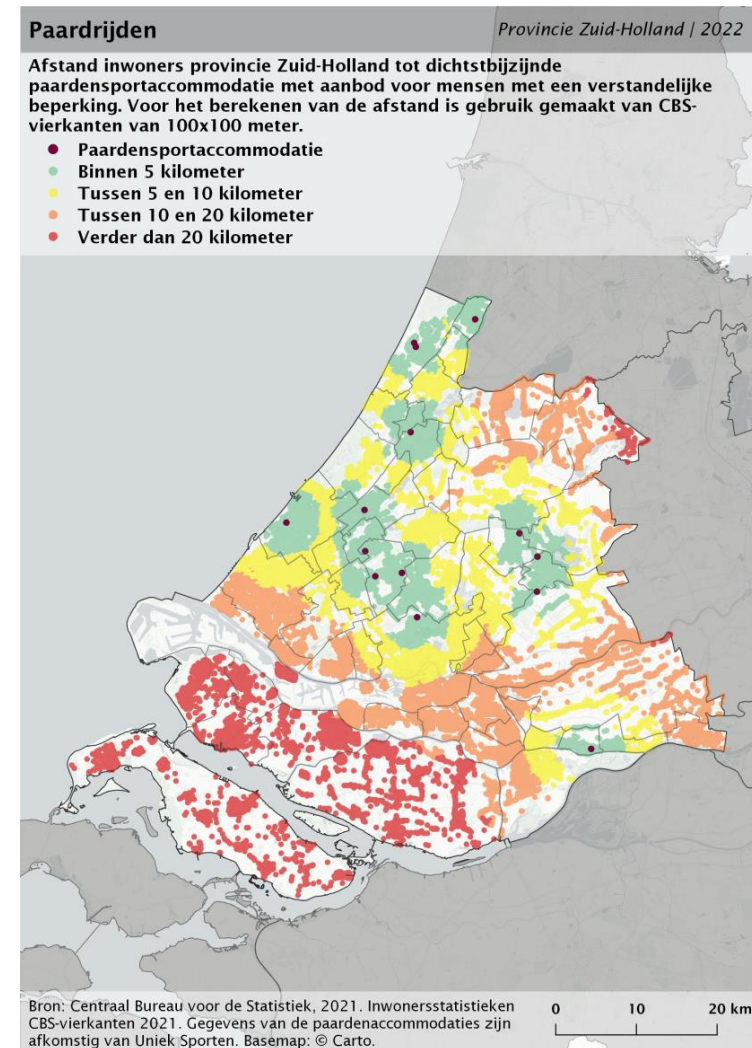 Paardrijden
Provincie Zuid-Holland | 2022
Afstand inwoners provincie Zuid-Holland tot dichtstbijzijnde
paardensportaccommodatie met aanbod voor mensen met een verstandelijke
beperking. Voor het berekenen van de afstand is gebruik gemaakt van CBS-
vierkanten van 100x100 meter.
Paardensportaccommodatie
Binnen 5 kilometer
Tussen 5 en 10 kilometer
Tussen 10 en 20 kilometer
Verder dan 20 kilometer
Bron: Centraal Bureau voor de Statistiek, 2021. Inwonersstatistieken
CBS-vierkanten 2021. Gegevens van de paardenaccommodaties zijn
afkomstig van Uniek Sporten. Basemap: © Carto.
0 10 20 km